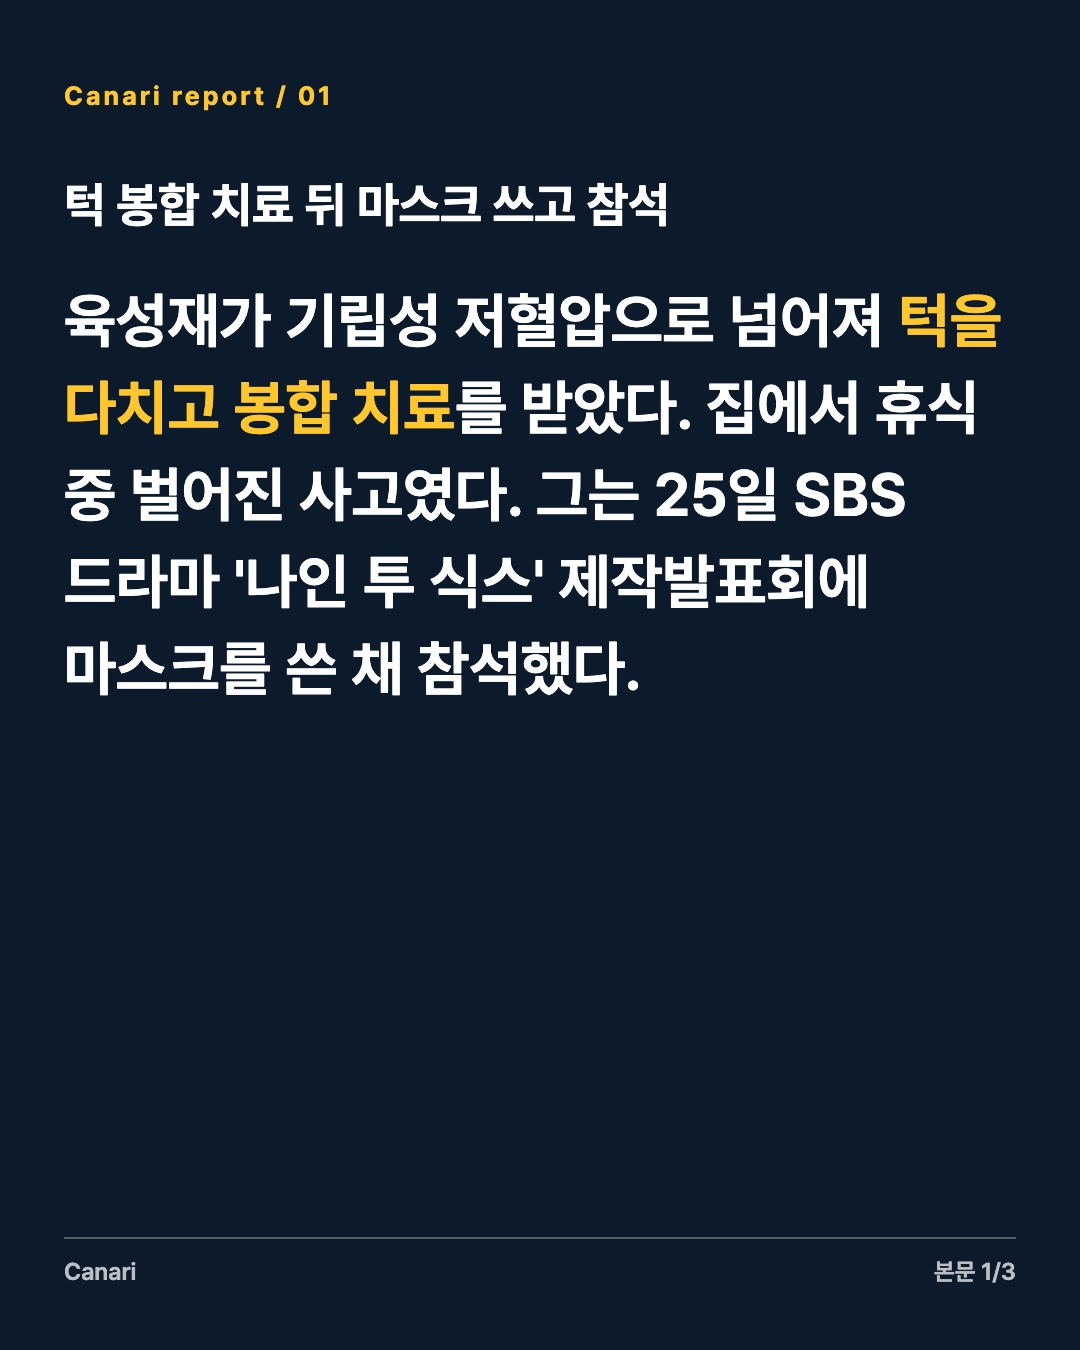 Canari report / 01
턱 봉합 치료 뒤 마스크 쓰고 참석
육성재가 기립성 저혈압으로 넘어져 턱을
다치고 봉합 치료를 받았다. 집에서 휴식
중 벌어진 사고였다. 그는 25일 SBS
드라마 '나인 투 식스' 제작발표회에
마스크를 쓴 채 참석했다.
Canari
본문 1/3